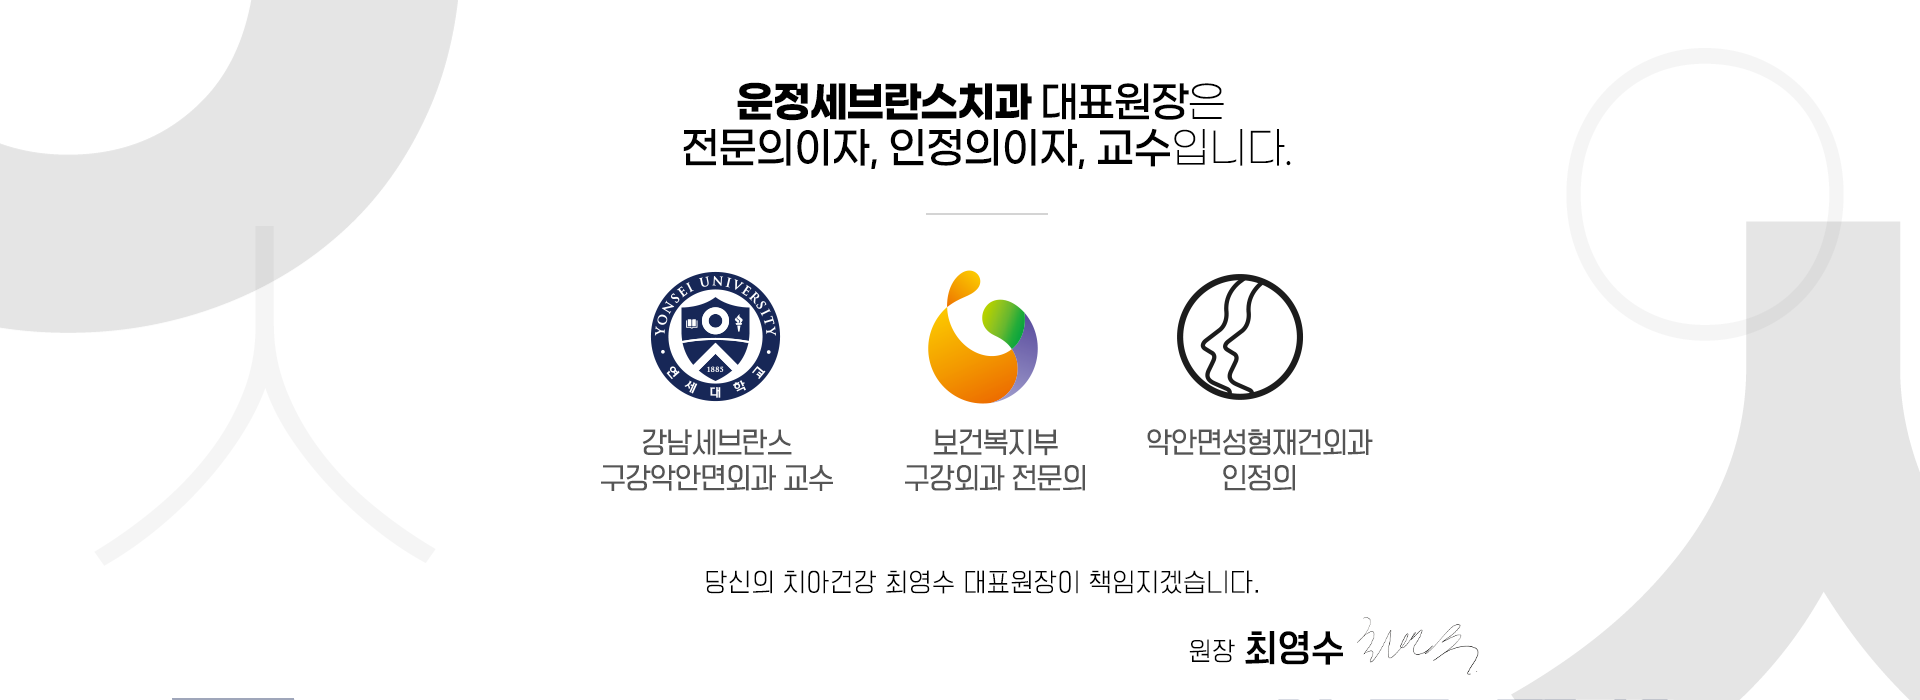 운정세브란스치과 대표원장은
전문의이자, 인정의이자, 교수입니다.
YONSEI UNIVERSITY
1885
연세대학교
강남세브란스
구강악안면외과 교수
보건복지부
구강외과 전문의
악안면성형재건외과
인정의
당신의 치아건강 최영수 대표원장이 책임지겠습니다.
원장 최영수 최영수